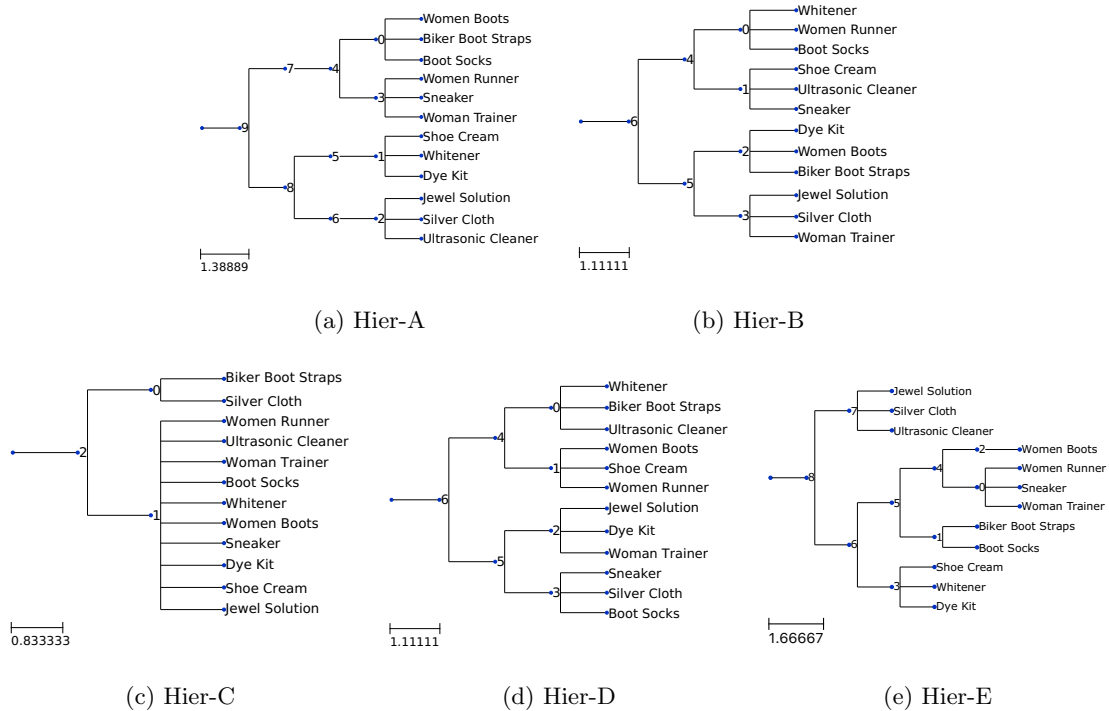 Women Boots
0 Biker Boot Straps
Boot Socks
7 4
Women Runner
3 Sneaker
Woman Trainer
9
Shoe Cream
5 1 Whitener
Dye Kit
8
Jewel Solution
6 2 Silver Cloth
Ultrasonic Cleaner
1.38889
(a) Hier-A
Whitener
0 Women Runner
Boot Socks
4
Shoe Cream
1 Ultrasonic Cleaner
Sneaker
6
Dye Kit
2 Women Boots
Biker Boot Straps
5
Jewel Solution
3 Silver Cloth
Woman Trainer
1.11111
(b) Hier-B
Biker Boot Straps
0
Silver Cloth
Women Runner
Ultrasonic Cleaner
2
Woman Trainer
Boot Socks
Whitener
1
Women Boots
Sneaker
Dye Kit
Shoe Cream
Jewel Solution
0.833333
(c) Hier-C
Whitener
0 Biker Boot Straps
Ultrasonic Cleaner
4
Women Boots
1 Shoe Cream
Women Runner
6
Jewel Solution
2 Dye Kit
Woman Trainer
5
Sneaker
3 Silver Cloth
Boot Socks
1.11111
(d) Hier-D
Jewel Solution
7 Silver Cloth
Ultrasonic Cleaner
2 Women Boots
4
Women Runner
8
0 Sneaker
5
Woman Trainer
Biker Boot Straps
1
6
Boot Socks
Shoe Cream
3 Whitener
Dye Kit
1.66667
(e) Hier-E